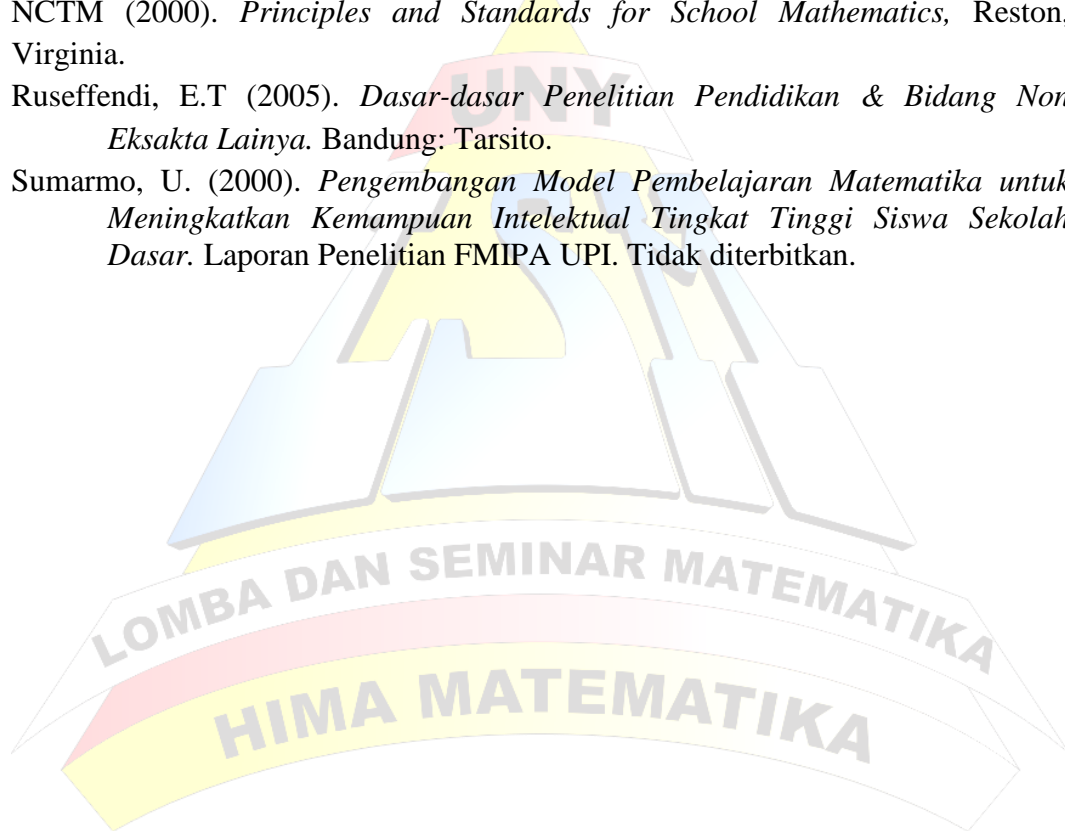 NCTM (2000). Principles and Standards for School Mathematics, Reston,
Virginia.
UNY
Ruseffendi, E.T (2005). Dasar-dasar Penelitian Pendidikan & Bidang Non
Eksakta Lainya. Bandung: Tarsito.
Sumarmo, U. (2000). Pengembangan Model Pembelajaran Matematika untuk
Meningkatkan Kemampuan Intelektual Tingkat Tinggi Siswa Sekolah
Dasar. Laporan Penelitian FMIPA UPI. Tidak diterbitkan.
LOMBA DAN SEMINAR MATEMATIKA
HIMA MATEMATIKA